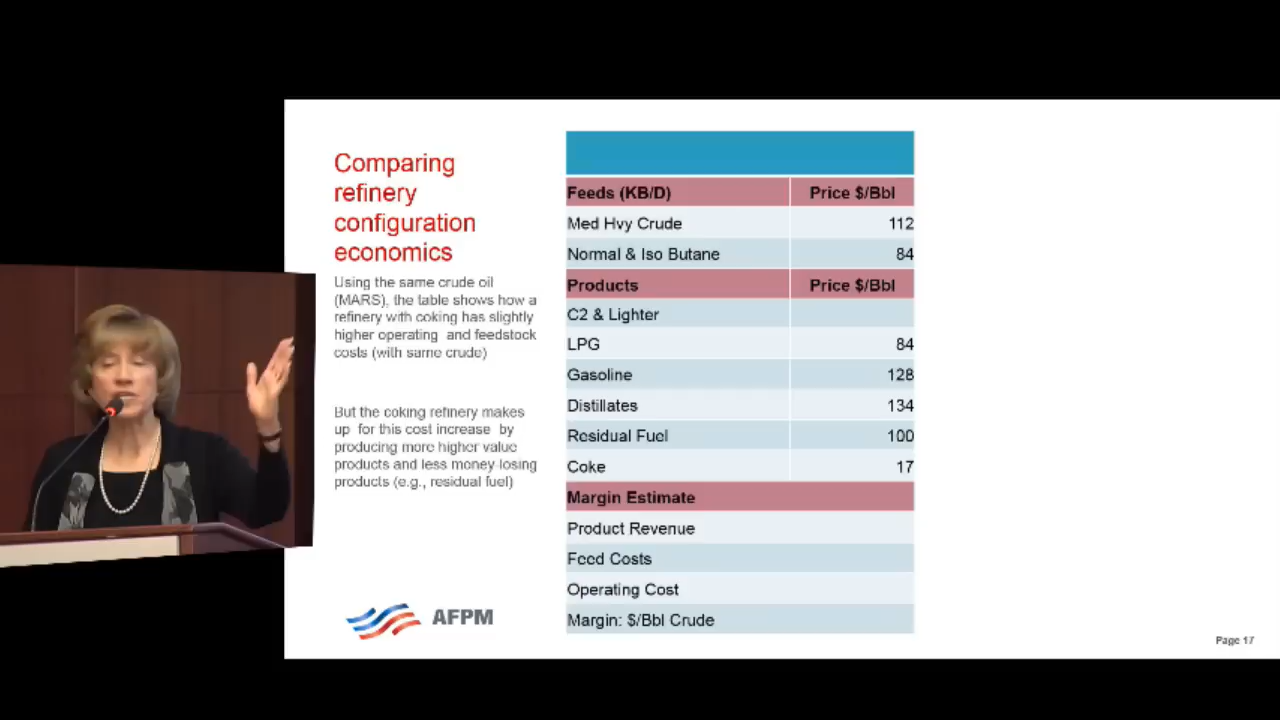 Comparing
refinery
configuration
economics
Using the same crude oil
(MARS), the table shows how a
refinery with coking has slightly
higher operating and feedstock
costs (with same crude)
But the coking refinery makes
up for this cost increase by
producing more higher value
products and less money-losing
products (e.g., residual fuel)
AFPM
Feeds (KB/D) Price $/Bbl
Med Hvy Crude 112
Normal & Iso Butane 84
Products Price $/Bbl
C2 & Lighter
LPG 84
Gasoline 128
Distillates 134
Residual Fuel 100
Coke 17
Margin Estimate
Product Revenue
Feed Costs
Operating Cost
Margin: $/Bbl Crude
Page 17